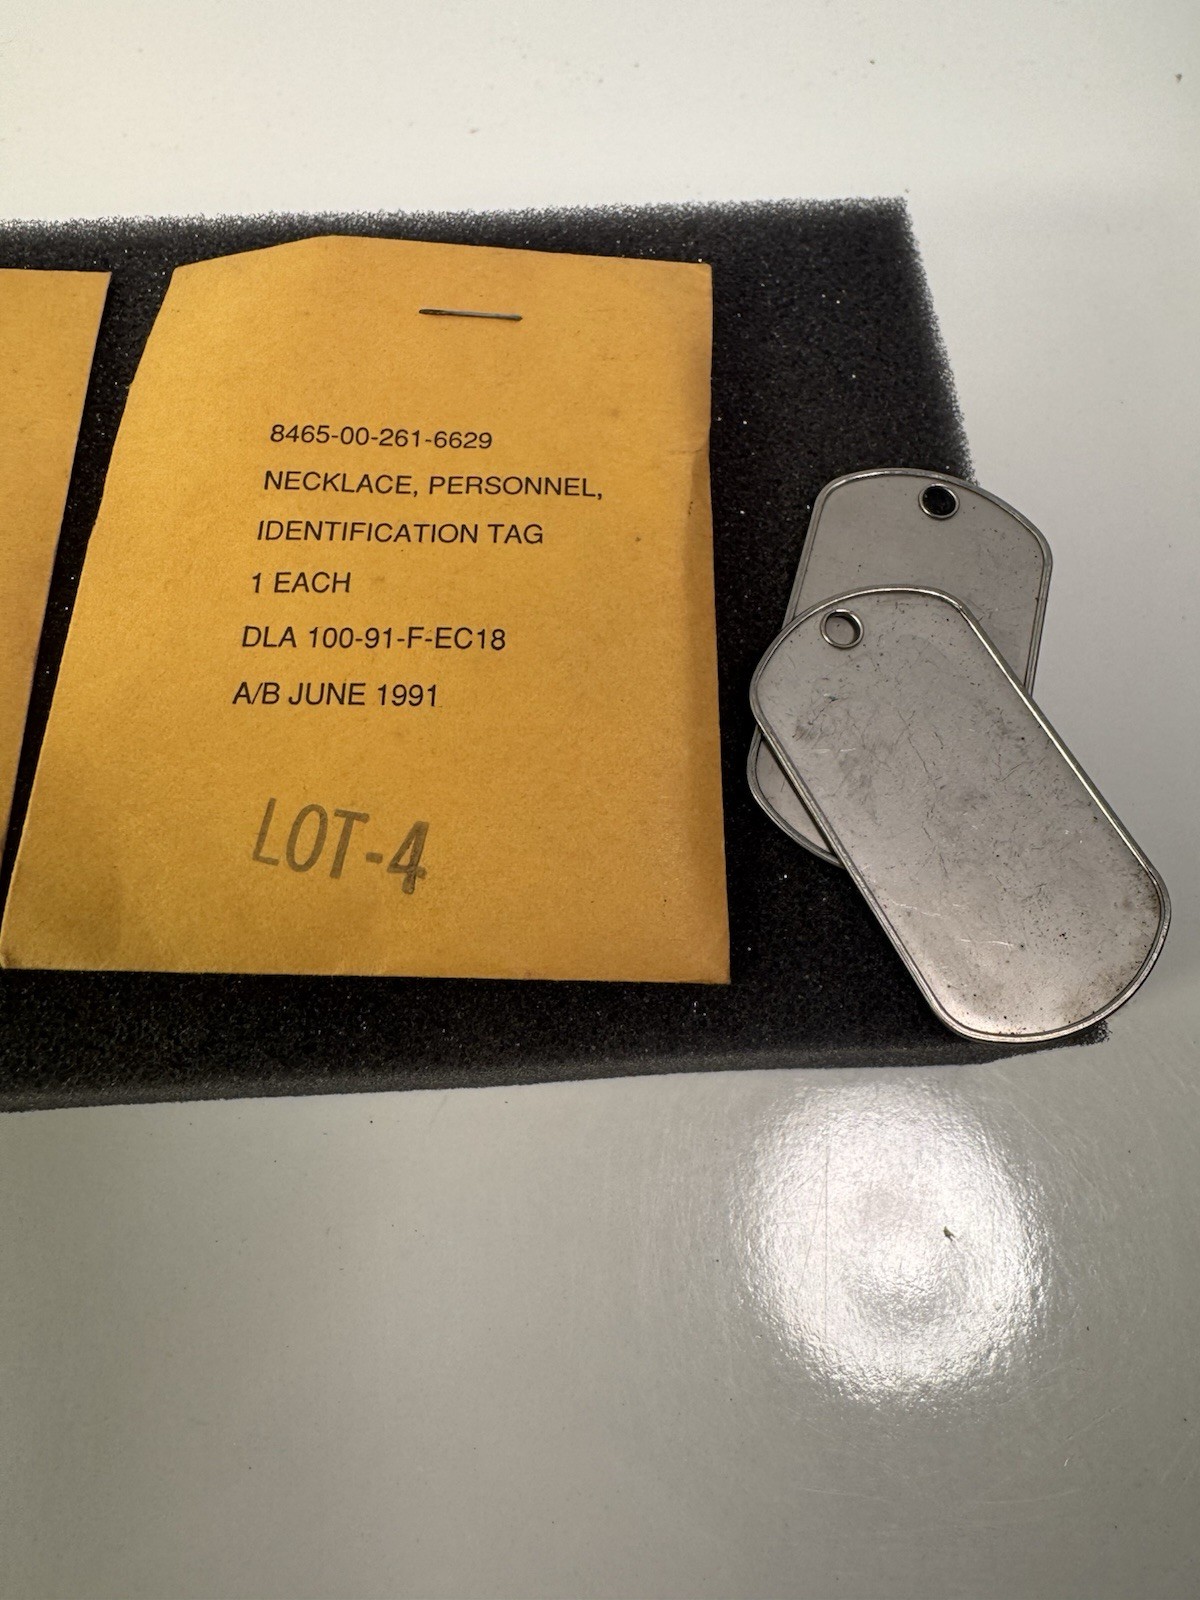 8465-00-261-6629
NECKLACE, PERSONNEL,
IDENTIFICATION TAG
1 EACH
DLA 100-91-F-EC18
A/B JUNE 1991
LOT-4